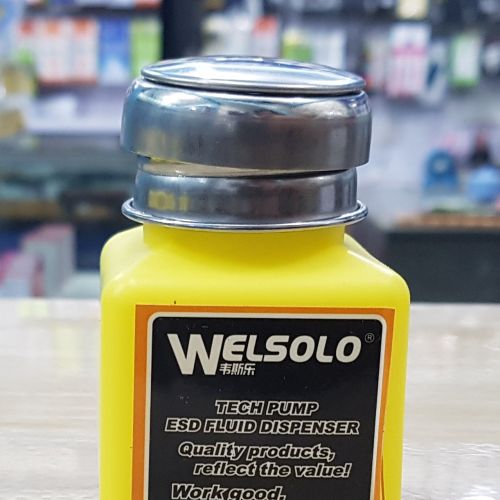 WELSOLO®
韦斯乐
TECH PUMP
ESD FLUID DISPENSER
Quality products,
reflect the value!
Work good,